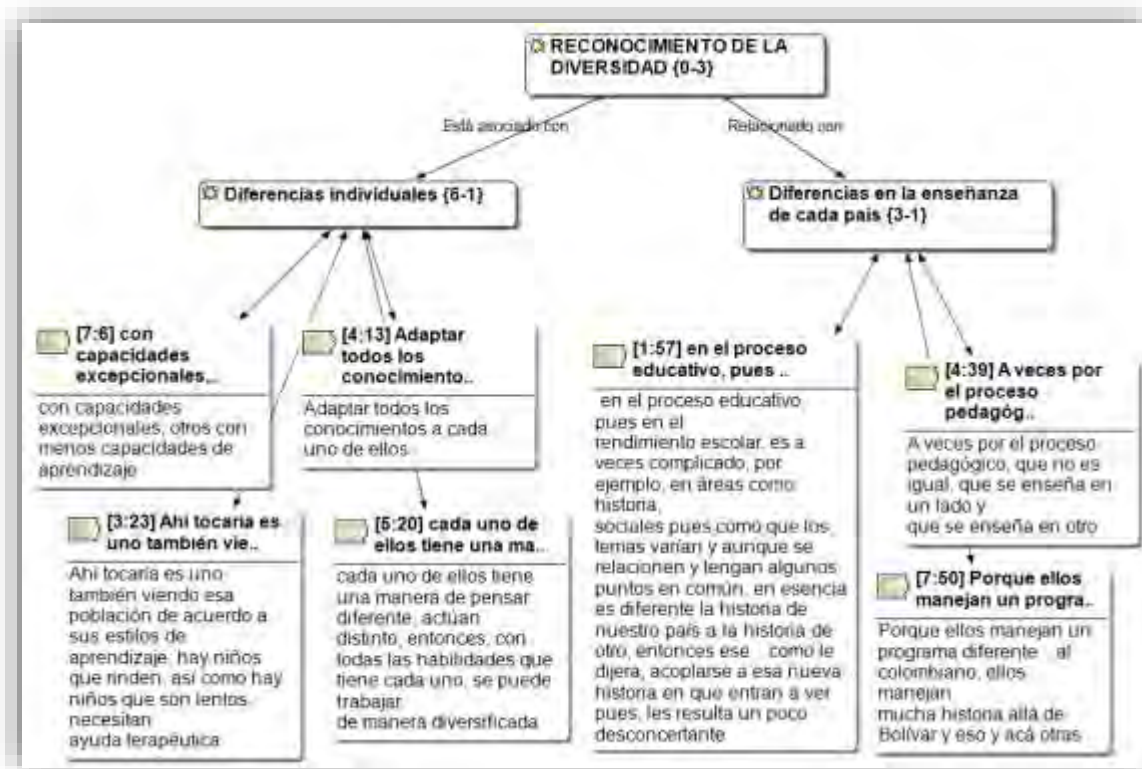 RECONOCIMIENTO DE LA
DIVERSIDAD {0-3}
Está asociado con
Relacionado con
Diferencias individuales {6-1}
Diferencias en la enseñanza
de cada pais {3-1}
[7:6] con
capacidades
excepcionales,..
con capacidades
excepcionales, otros con
menos capacidades de
aprendizaje
[4:13] Adaptar
todos los
conocimiento..
Adaptar todos los
conocimientos a cada
uno de ellos
[3:23] Ahí tocaría es
uno también vie..
Ahí tocaría es uno
también viendo esa
población de acuerdo a
sus estilos de
aprendizaje, hay niños
que rinden, así como hay
niños que son lentos,
necesitan
ayuda terapéutica
[5:20] cada uno de
ellos tiene una ma..
cada uno de ellos tiene
una manera de pensar
diferente, actúan
distinto, entonces, con
todas las habilidades que
tiene cada uno, se puede
trabajar
de manera diversificada
[1:57] en el proceso
educativo, pues ..
en el proceso educativo
pues en el
rendimiento escolar, es a
veces complicado, por
ejemplo, en áreas como
historia,
sociales pues como que los
temas varían y aunque se
relacionen y tengan algunos
puntos en común, en esencia
es diferente la historia de
nuestro país a la historia de
otro, entonces ese como le
dijera, acoplarse a esa nueva
historia en que entran a ver
pues, les resulta un poco
desconcertante
[4:39] A veces por
el proceso
pedagóg..
A veces por el proceso
pedagógico, que no es
igual, que se enseña en
un lado y
que se enseña en otro
[7:50] Porque ellos
manejan un progra..
Porque ellos manejan un
programa diferente al
colombiano, ellos
manejan
mucha historia allá de
Bolívar y eso y acá otras